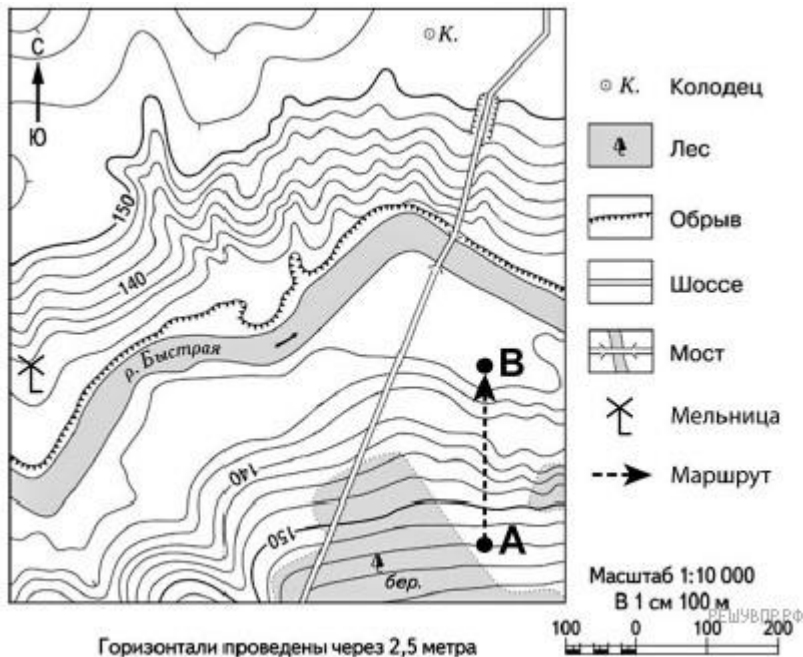 С
Ю
К.
150
140
р. Быстрая
В
140
150
А
бер.
К. Колодец
Лес
Обрыв
Шоссе
Мост
Мельница
Маршрут
Масштаб 1:10 000
В 1 см 100 м
РЕШУВПР.РФ
100 0 100 200
Горизонтали проведены через 2,5 метра